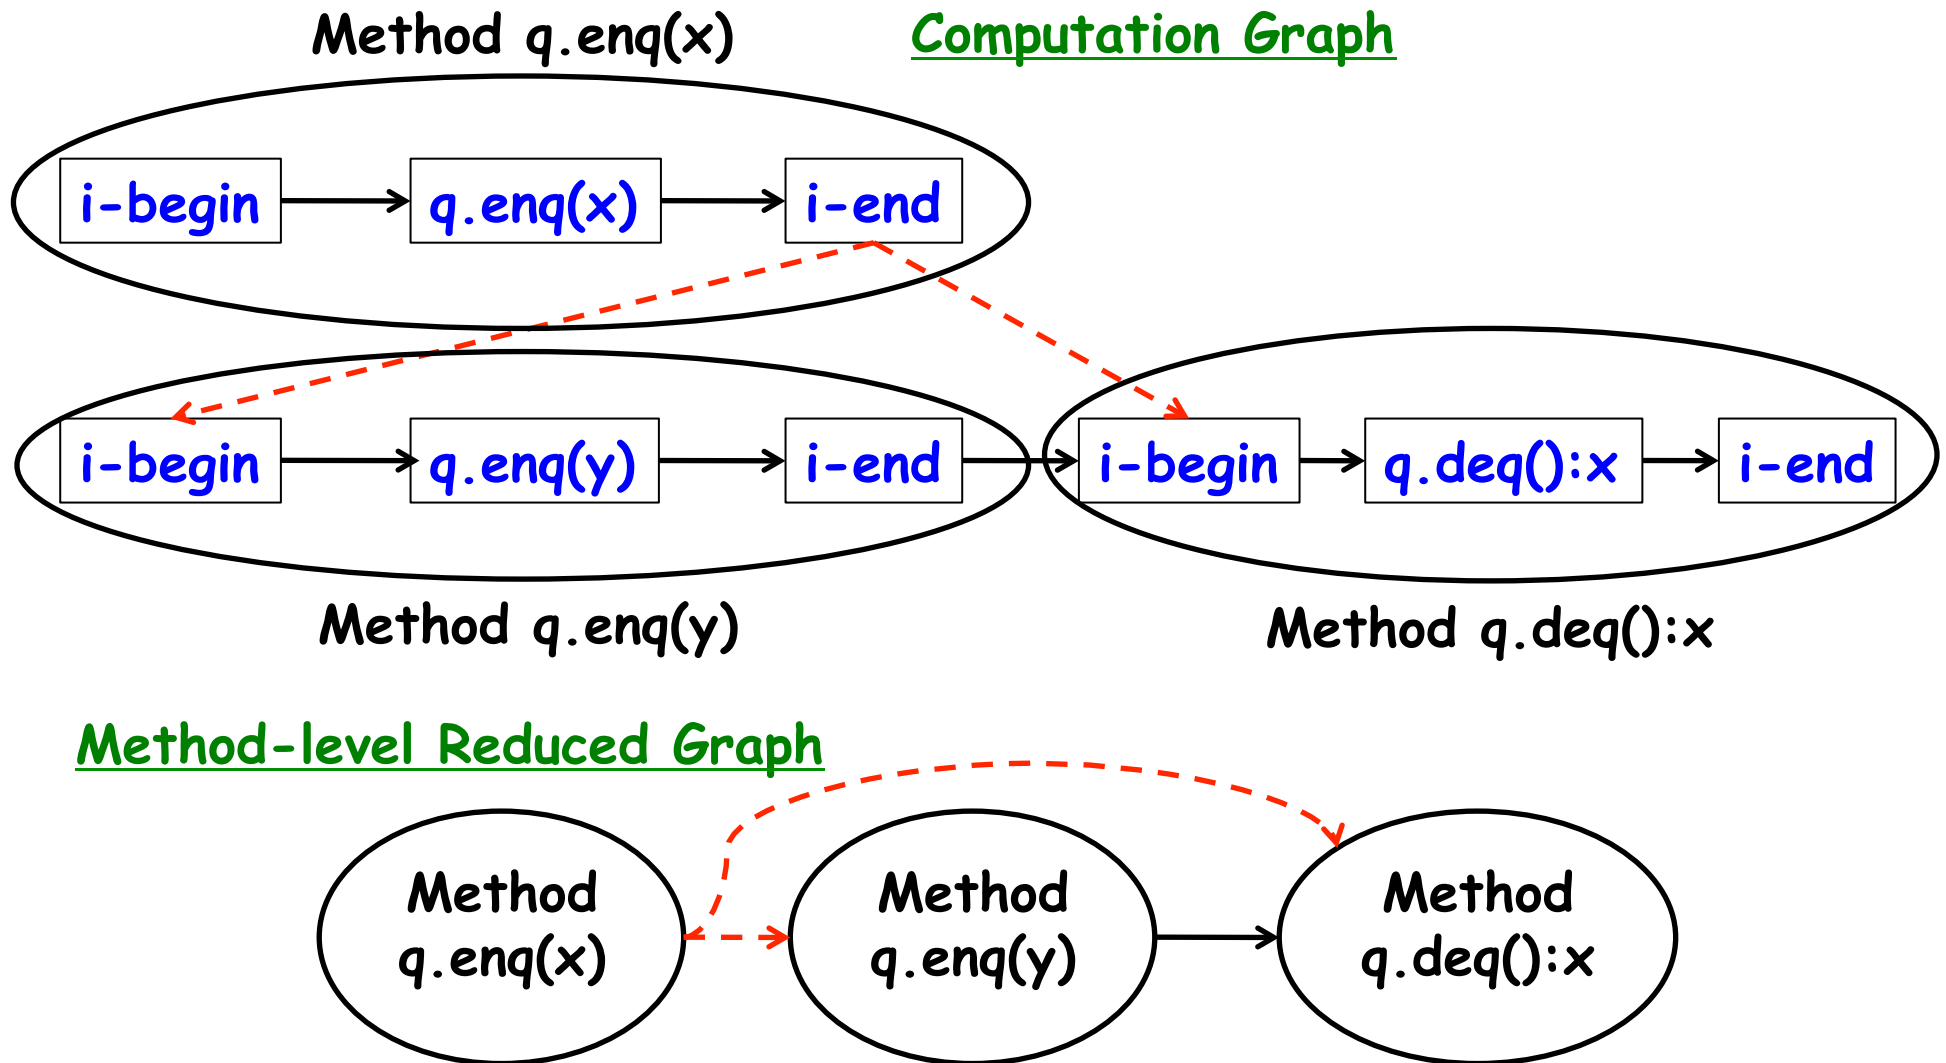 Method q.enq(x)
Computation Graph
i-begin
q.enq(x)
i-end
i-begin
q.enq(y)
i-end
i-begin
q.deq():x
i-end
Method q.enq(y)
Method q.deq():x
Method-level Reduced Graph
Method
q.enq(x)
Method
q.enq(y)
Method
q.deq():x